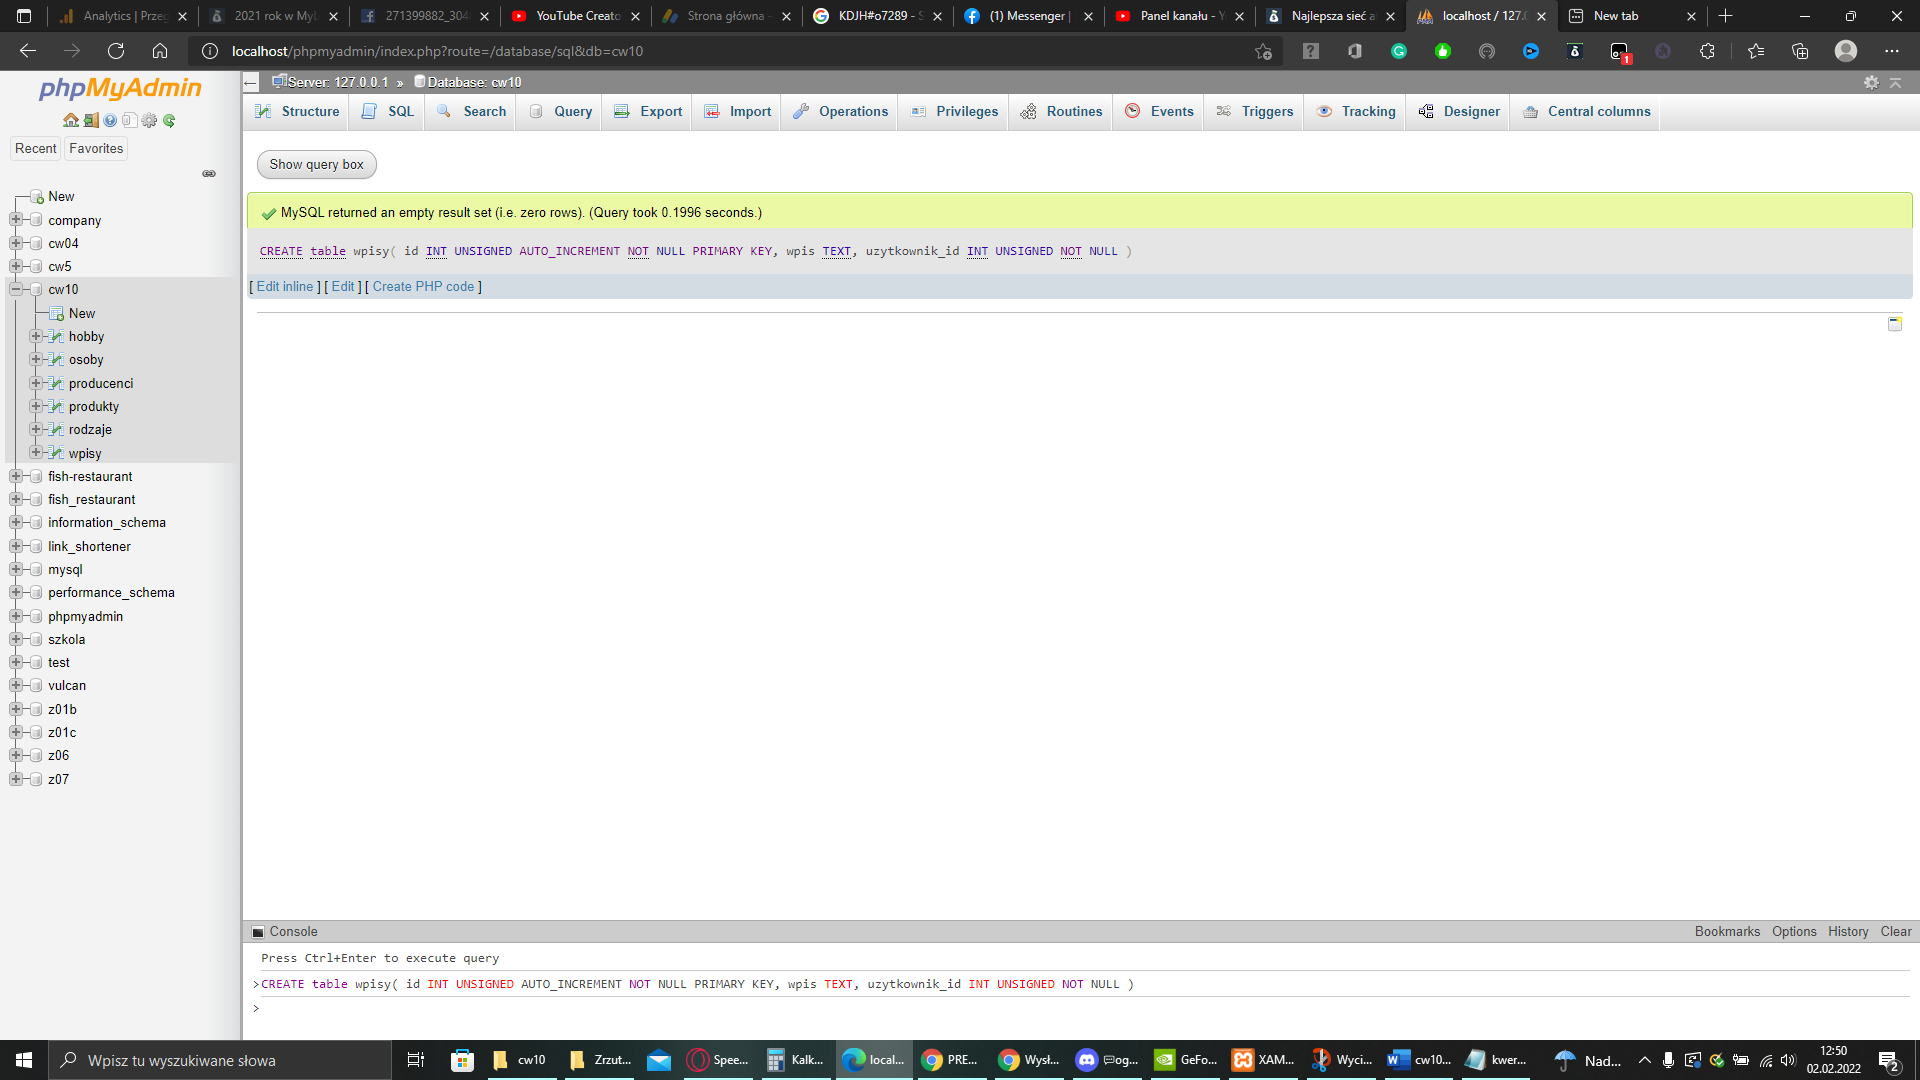 Analytics | Przeg
2021 rok w MyL
271399882_304
YouTube Creato
Strona główna -
KDJH#o7289 - S
(1) Messenger |
Panel kanału - Y
Najlepsza sieć a
localhost / 127.0
New tab
localhost/phpmyadmin/index.php?route=/database/sql&db=cw10
1
phpMyAdmin
Server: 127.0.0.1 » Database: cw10
Structure SQL Search Query Export Import Operations Privileges Routines Events Triggers Tracking Designer Central columns
Recent Favorites
Show query box
New
company
cw04
cw5
cw10
New
hobby
osoby
producenci
produkty
rodzaje
wpisy
fish-restaurant
fish_restaurant
information_schema
link_shortener
mysql
performance_schema
phpmyadmin
szkola
test
vulcan
z01b
z01c
z06
z07
MySQL returned an empty result set (i.e. zero rows). (Query took 0.1996 seconds.)
CREATE table wpisy( id INT UNSIGNED AUTO_INCREMENT NOT NULL PRIMARY KEY, wpis TEXT, uzytkownik_id INT UNSIGNED NOT NULL )
[ Edit inline ] [ Edit ] [ Create PHP code ]
Console
Bookmarks Options History Clear
Press Ctrl+Enter to execute query
>CREATE table wpisy( id INT UNSIGNED AUTO_INCREMENT NOT NULL PRIMARY KEY, wpis TEXT, uzytkownik_id INT UNSIGNED NOT NULL )
>
Wpisz tu wyszukiwane słowa
cw10
Zrzut...
Spee...
Kalk...
local...
PRE...
Wysł...
og...
GeFo...
XAM...
Wyci...
cw10...
kwer...
Nad...
12:50
02.02.2022
2